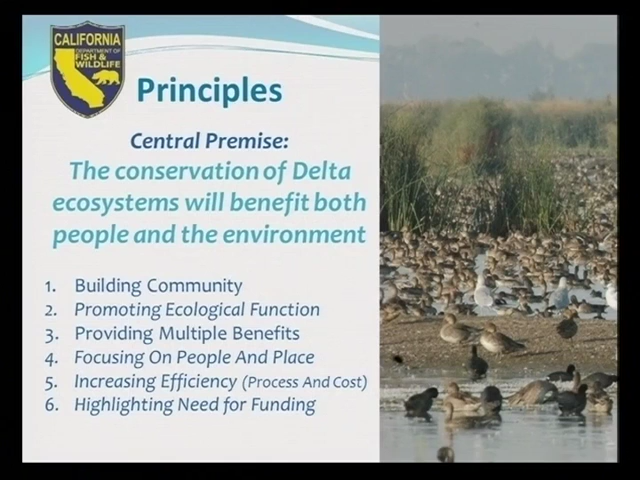 CALIFORNIA
DEPARTMENT OF
FISH &
WILDLIFE
Principles
Central Premise:
The conservation of Delta
ecosystems will benefit both
people and the environment
1. Building Community
2. Promoting Ecological Function
3. Providing Multiple Benefits
4. Focusing On People And Place
5. Increasing Efficiency (Process And Cost)
6. Highlighting Need for Funding